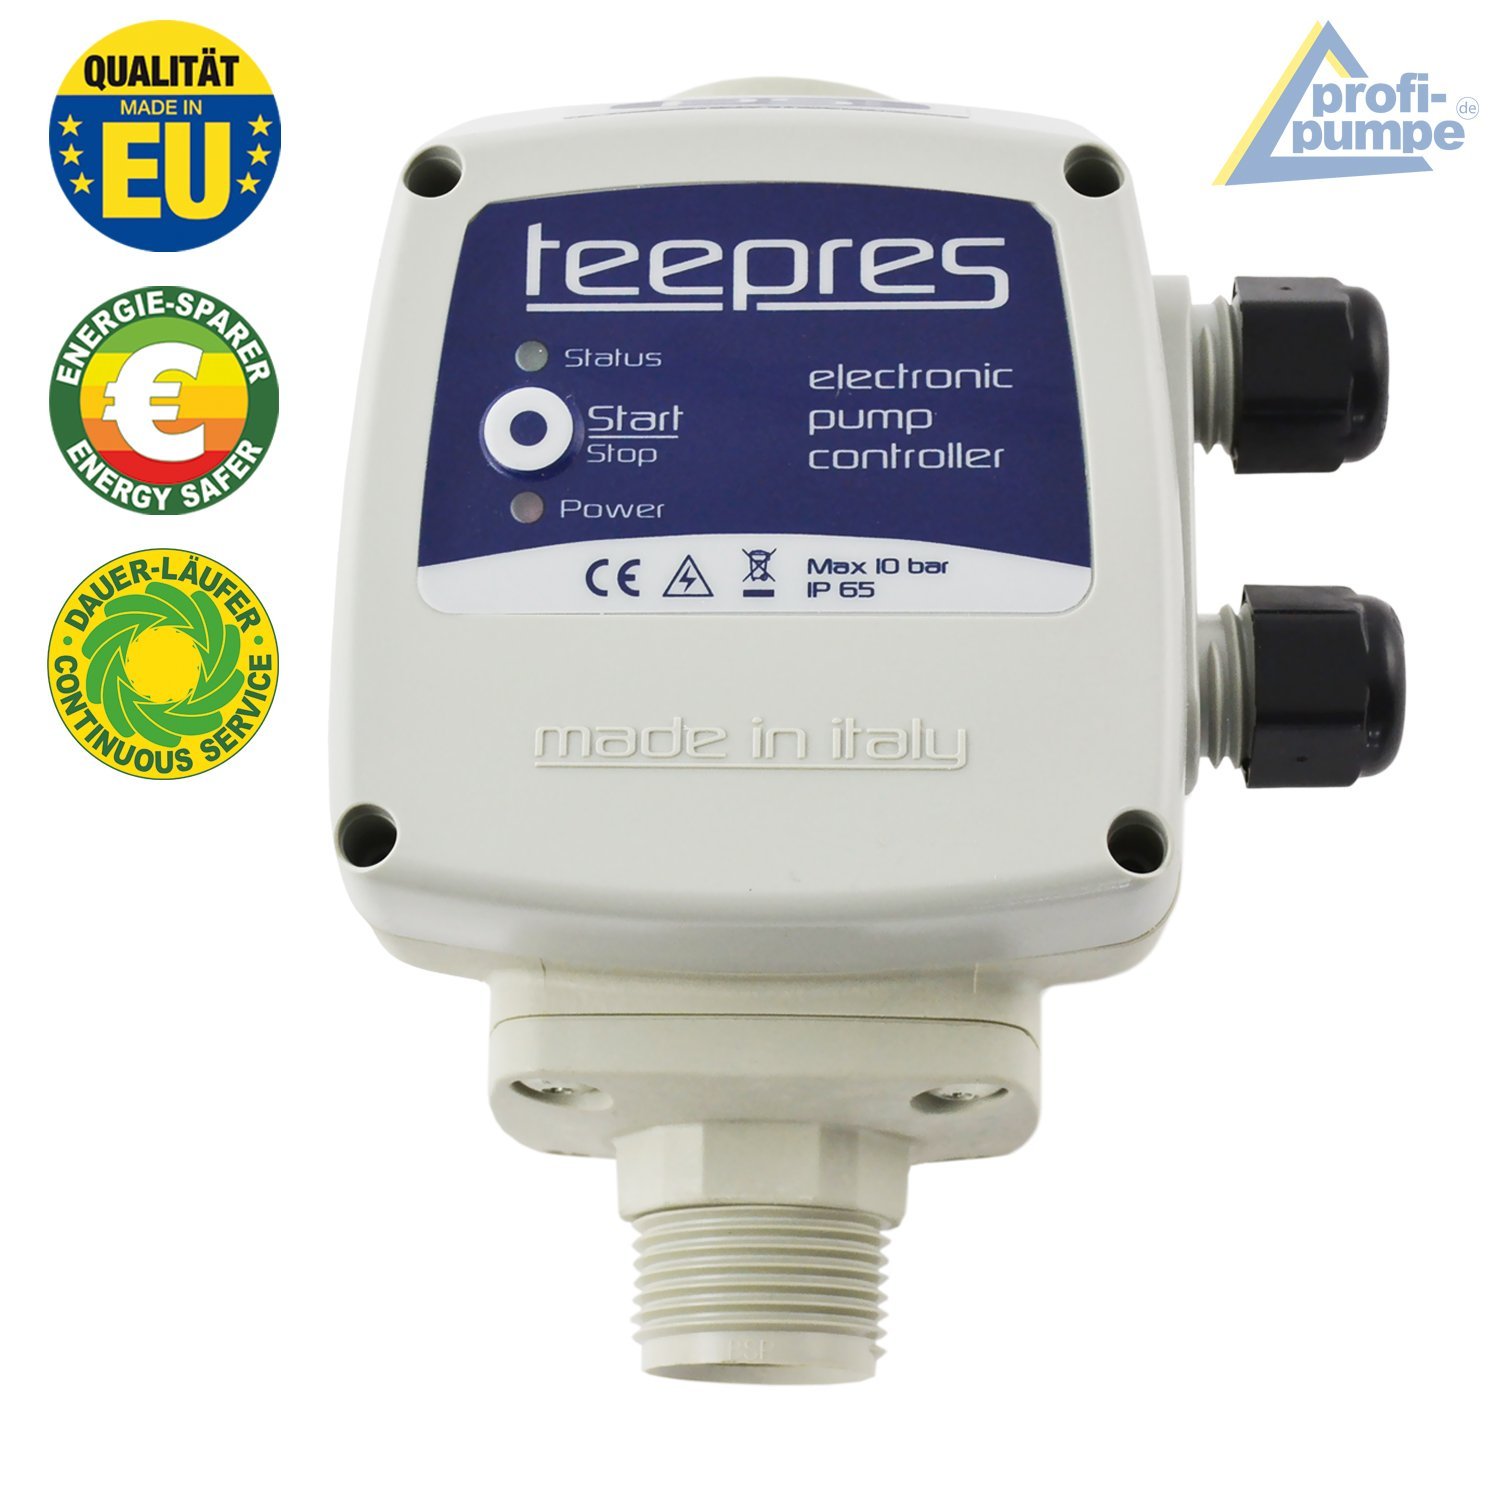 QUALITÄT
MADE IN
EU
ENERGIE-SPARER
€
ENERGY SAFER
DAUER-LÄUFER
CONTINUOUS SERVICE
profi-
pumpe
de
teepres
Status
Start
Stop
Power
electronic
pump
controller
CE
Max 10 bar
IP 65
made in italy
BSP